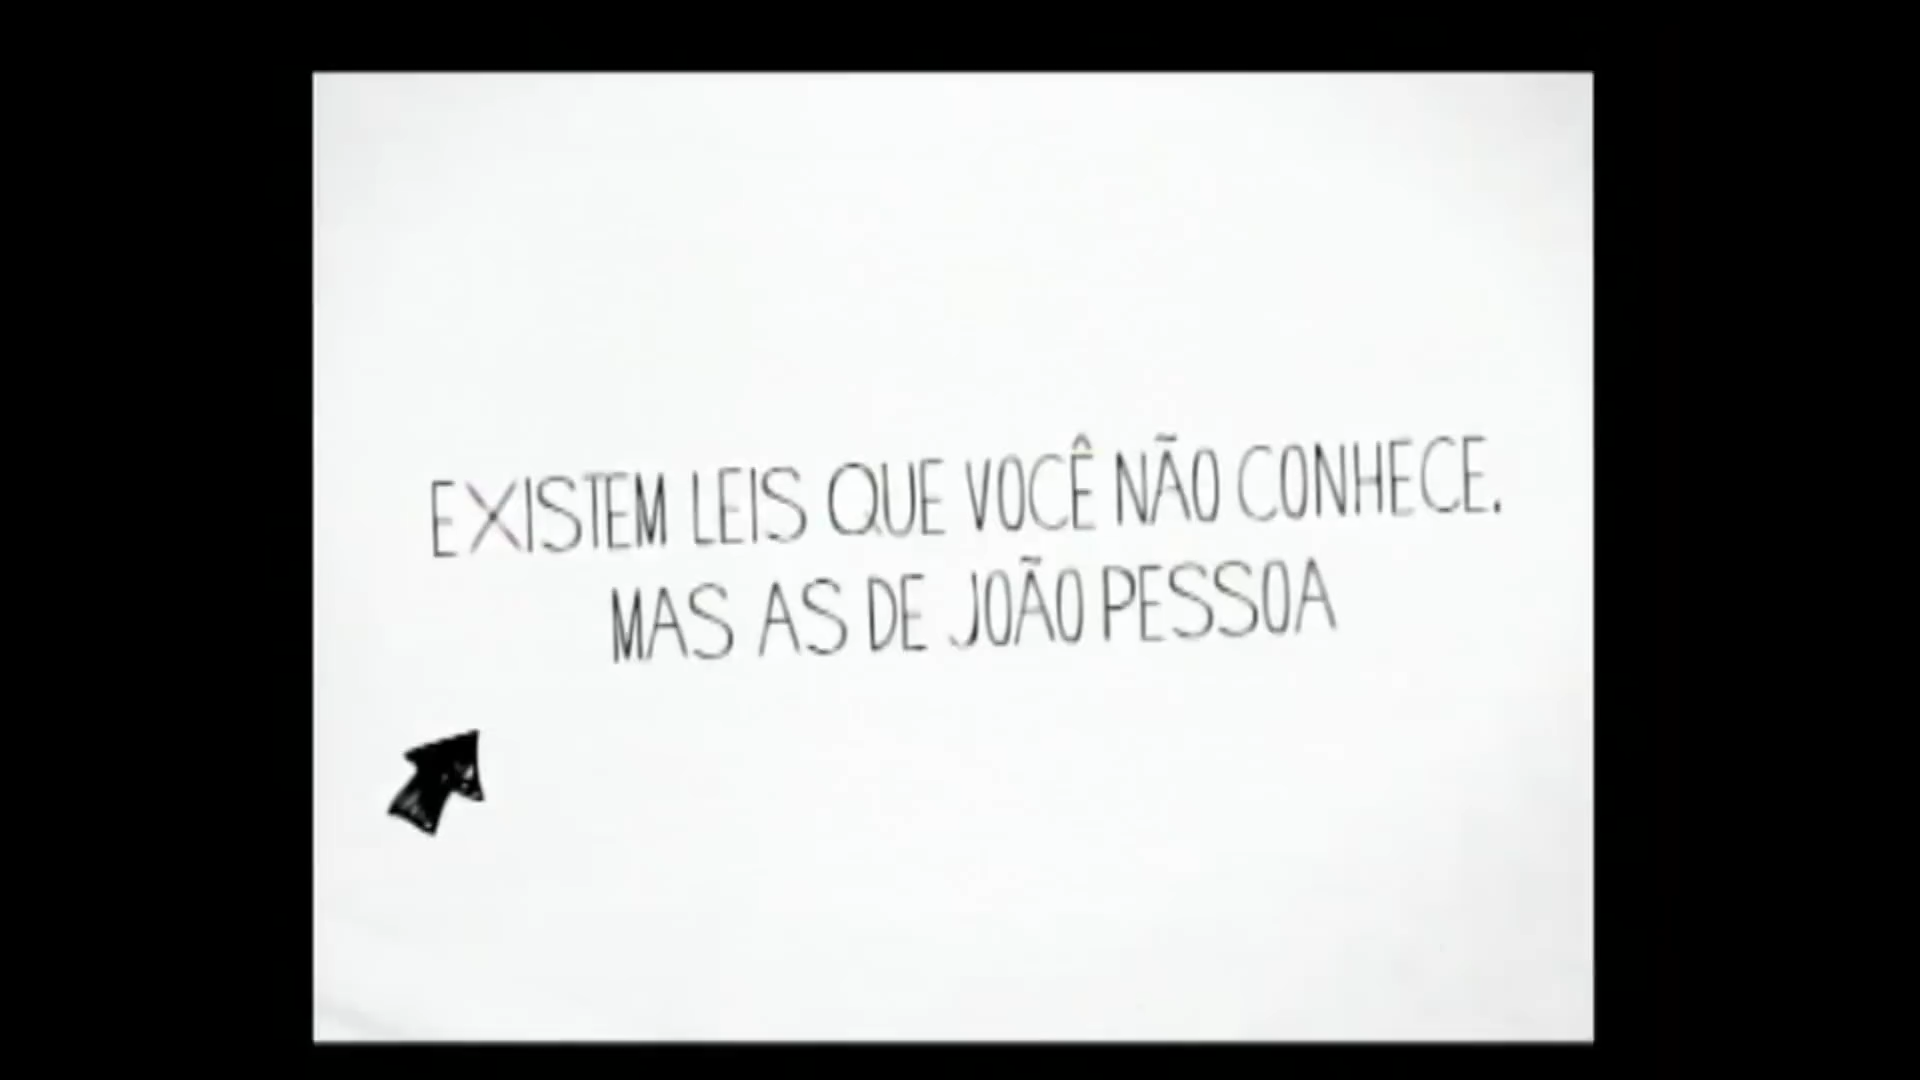 EXISTEM LEIS QUE VOCÊ NÃO CONHECE.
MAS AS DE JOÃO PESSOA